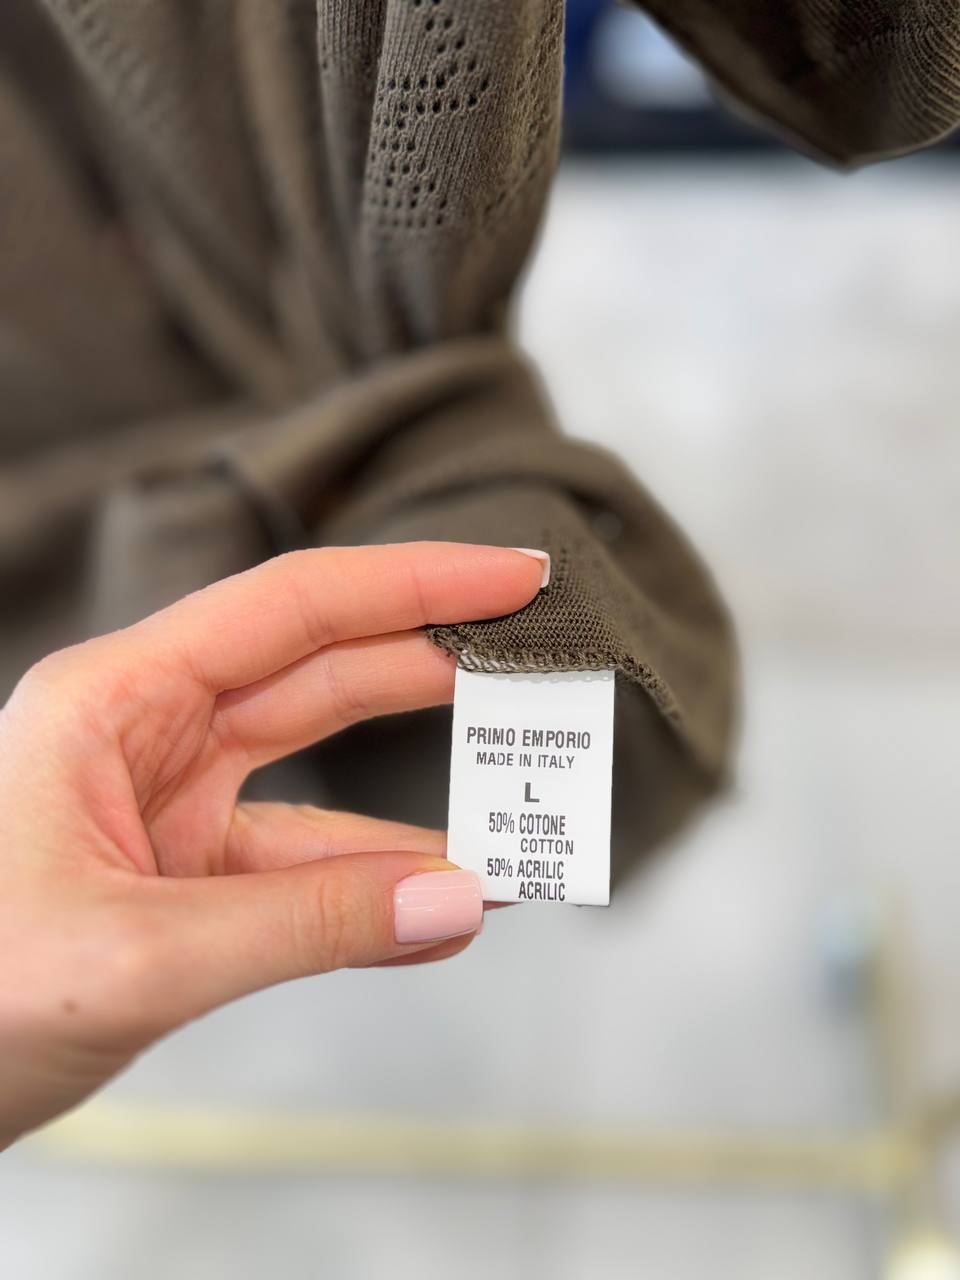 PRIMO EMPORIO
MADE IN ITALY
L
50% COTONE
COTTON
50% ACRILIC
ACRILIC